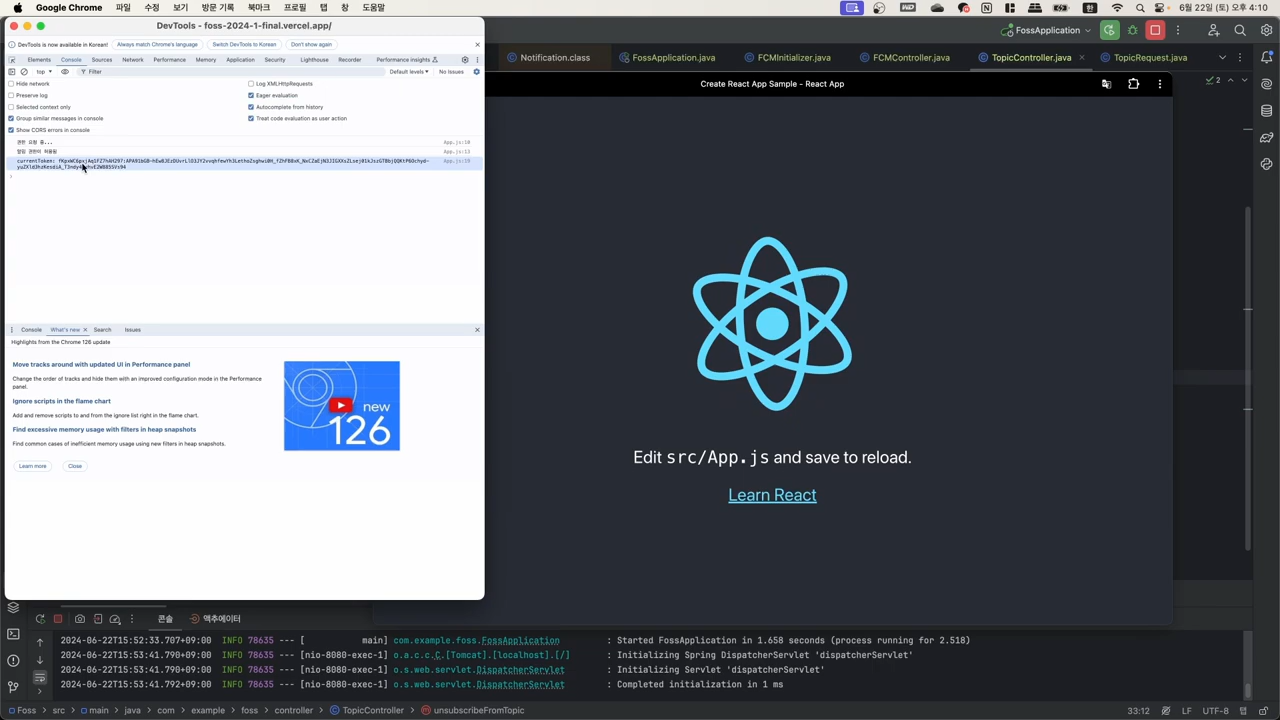 Google Chrome 파일 수정 보기 방문 기록 북마크 프로필 탭 창 도움말
6월 22일 (토) 오후 4:10
DevTools - foss-2024-1-final.vercel.app/
DevTools is now available in Korean! Always match Chrome's language Switch DevTools to Korean Don't show again
Elements Console Sources Network Performance Memory Application Security Lighthouse Recorder Performance insights
top Filter Default levels No Issues
Hide network Log XMLHttpRequests
Preserve log Eager evaluation
Selected context only Autocomplete from history
Group similar messages in console Treat code evaluation as user action
Show CORS errors in console
권한 요청 중... App.js:10
알림 권한이 허용됨 App.js:13
currentToken: App.js:19
Console What's new Search Issues
Highlights from the Chrome 126 update
Move tracks around with updated UI in Performance panel
Change the order of tracks and hide them with an improved configuration mode in the Performance
panel.
Ignore scripts in the flame chart
Add and remove scripts to and from the ignore list right in the flame chart.
Find excessive memory usage with filters in heap snapshots
Find common cases of inefficient memory usage using new filters in heap snapshots.
new
126
Learn more Close
FossApplication
Notification.class FossApplication.java FCMInitializer.java FCMController.java TopicController.java TopicRequest.java
Create React App Sample - React App
2
Edit src/App.js and save to reload.
Learn React
콘솔 액추에이터
2024-06-22T15:52:33.707+09:00 INFO 78635 --- [ main] com.example.foss.FossApplication : Started FossApplication in 1.658 seconds (process running for 2.518)
2024-06-22T15:53:41.790+09:00 INFO 78635 --- [nio-8080-exec-1] o.a.c.c.C.[Tomcat].[localhost].[/] : Initializing Spring DispatcherServlet 'dispatcherServlet'
2024-06-22T15:53:41.791+09:00 INFO 78635 --- [nio-8080-exec-1] o.s.web.servlet.DispatcherServlet : Initializing Servlet 'dispatcherServlet'
2024-06-22T15:53:41.792+09:00 INFO 78635 --- [nio-8080-exec-1] o.s.web.servlet.DispatcherServlet : Completed initialization in 1 ms
Foss src main java com example foss controller TopicController unsubscribeFromTopic 33:12 LF UTF-8